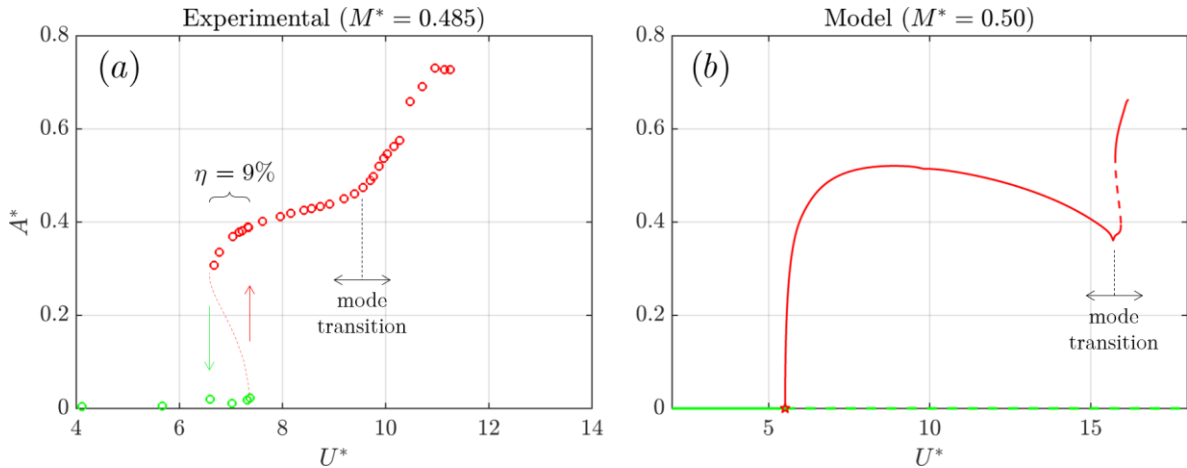 Experimental (M* = 0.485)
(a)
η = 9%
mode
transition
0.8
0.6
0.4
0.2
0
A*
4
6
8
10
12
14
U*
Model (M* = 0.50)
(b)
mode
transition
0.8
0.6
0.4
0.2
0
5
10
15
U*